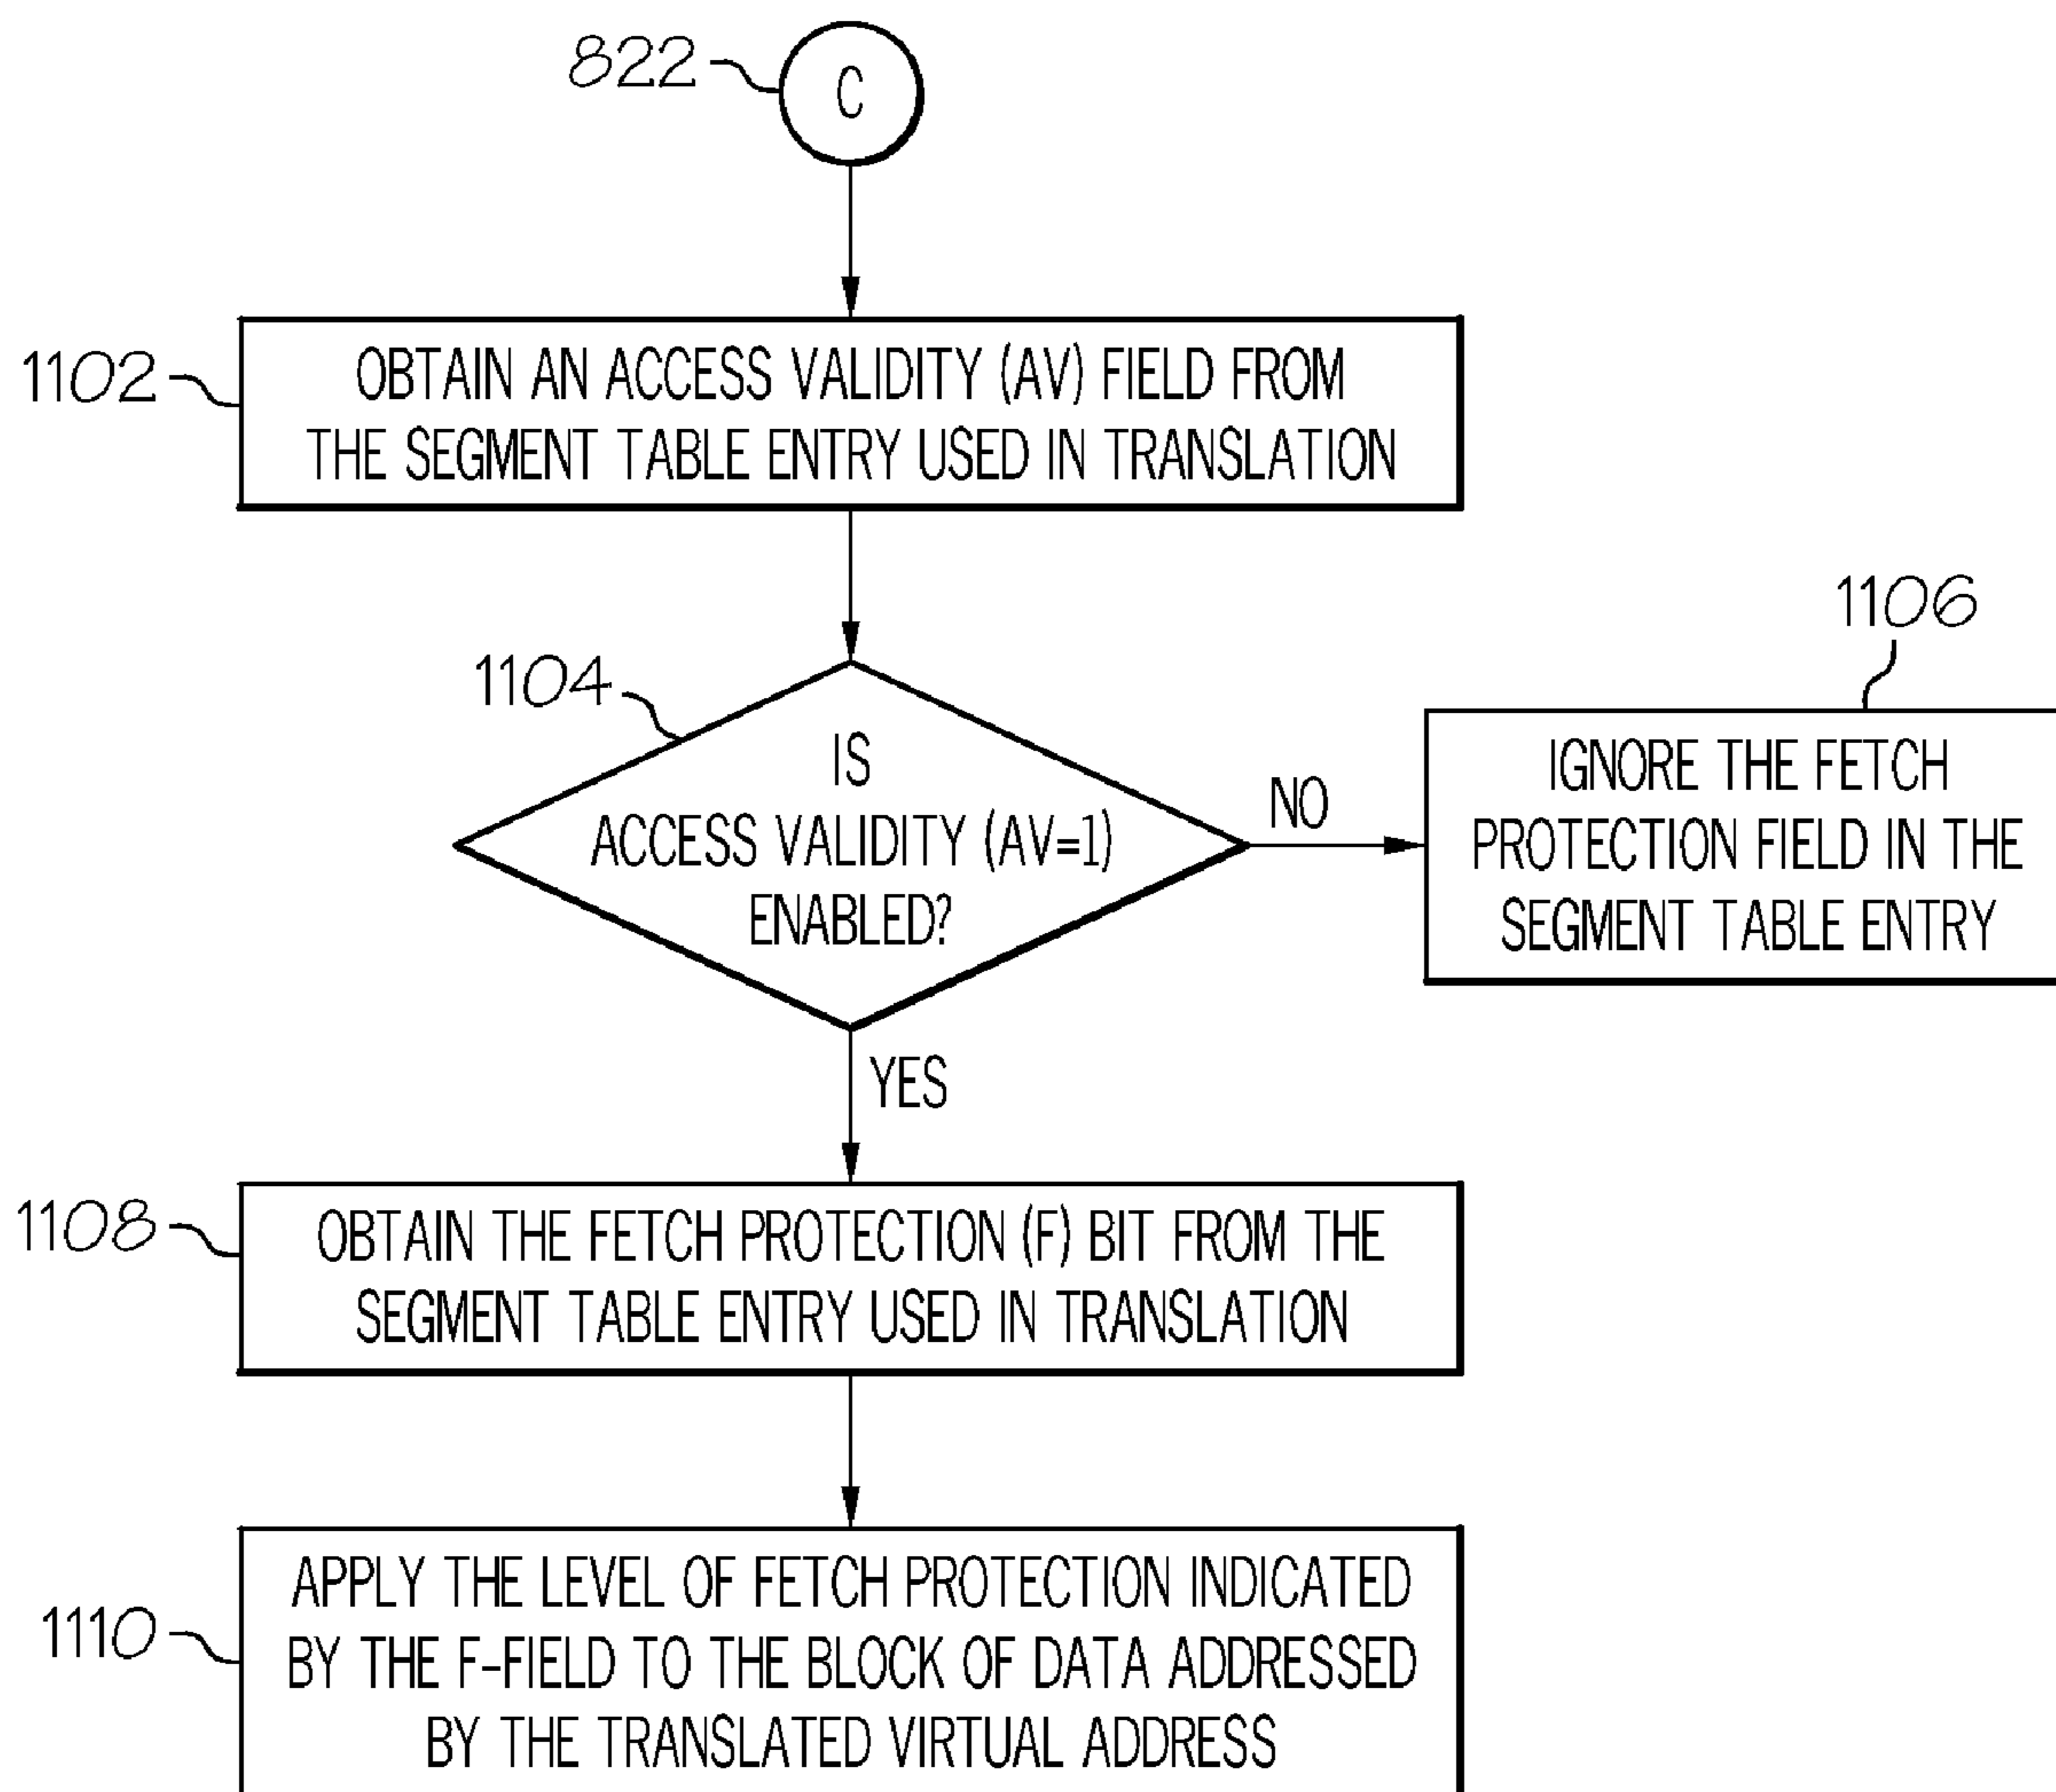 822
C
1102
OBTAIN AN ACCESS VALIDITY (AV) FIELD FROM
THE SEGMENT TABLE ENTRY USED IN TRANSLATION
1104
IS
ACCESS VALIDITY (AV=1)
ENABLED?
NO
1106
IGNORE THE FETCH
PROTECTION FIELD IN THE
SEGMENT TABLE ENTRY
YES
1108
OBTAIN THE FETCH PROTECTION (F) BIT FROM THE
SEGMENT TABLE ENTRY USED IN TRANSLATION
1110
APPLY THE LEVEL OF FETCH PROTECTION INDICATED
BY THE F-FIELD TO THE BLOCK OF DATA ADDRESSED
BY THE TRANSLATED VIRTUAL ADDRESS